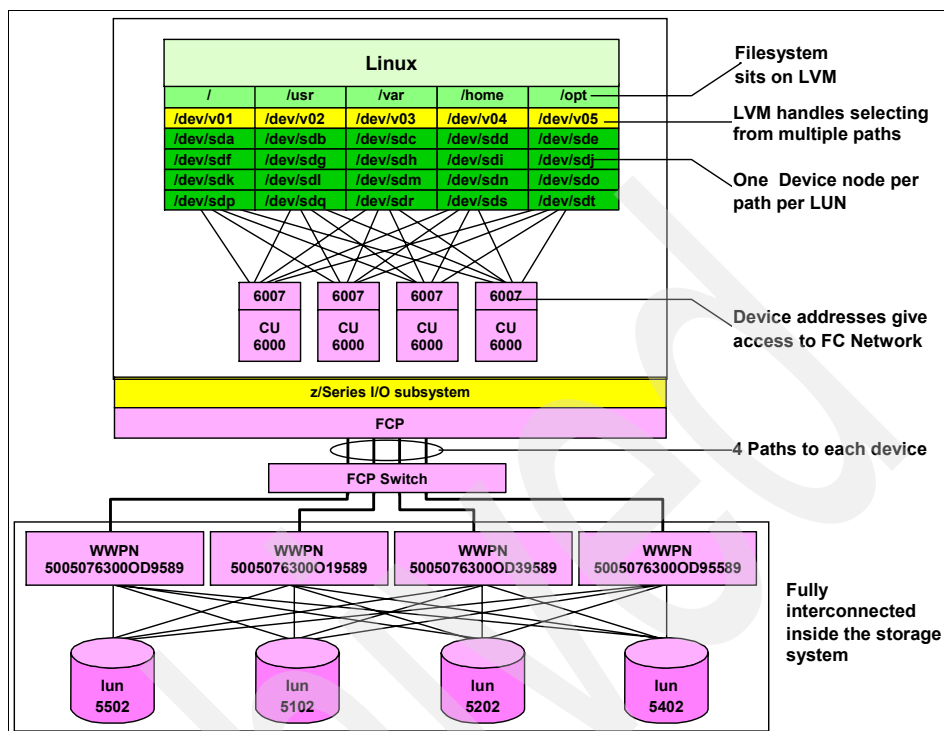 Linux
Filesystem
sits on LVM
/ /usr /var /home /opt
/dev/v01 /dev/v02 /dev/v03 /dev/v04 /dev/v05
LVM handles selecting
from multiple paths
/dev/sda /dev/sdb /dev/sdc /dev/sdd /dev/sde
/dev/sdf /dev/sdg /dev/sdh /dev/sdi /dev/sdj
/dev/sdk /dev/sdl /dev/sdm /dev/sdn /dev/sdo
/dev/sdp /dev/sdq /dev/sdr /dev/sds /dev/sdt
One Device node per
path per LUN
6007 6007 6007 6007
CU CU CU CU
6000 6000 6000 6000
Device addresses give
access to FC Network
z/Series I/O subsystem
FCP
4 Paths to each device
FCP Switch
WWPN WWPN WWPN WWPN
5005076300OD9589 5005076300O19589 5005076300OD39589 5005076300OD95589
Fully
interconnected
inside the storage
system
lun lun lun lun
5502 5102 5202 5402